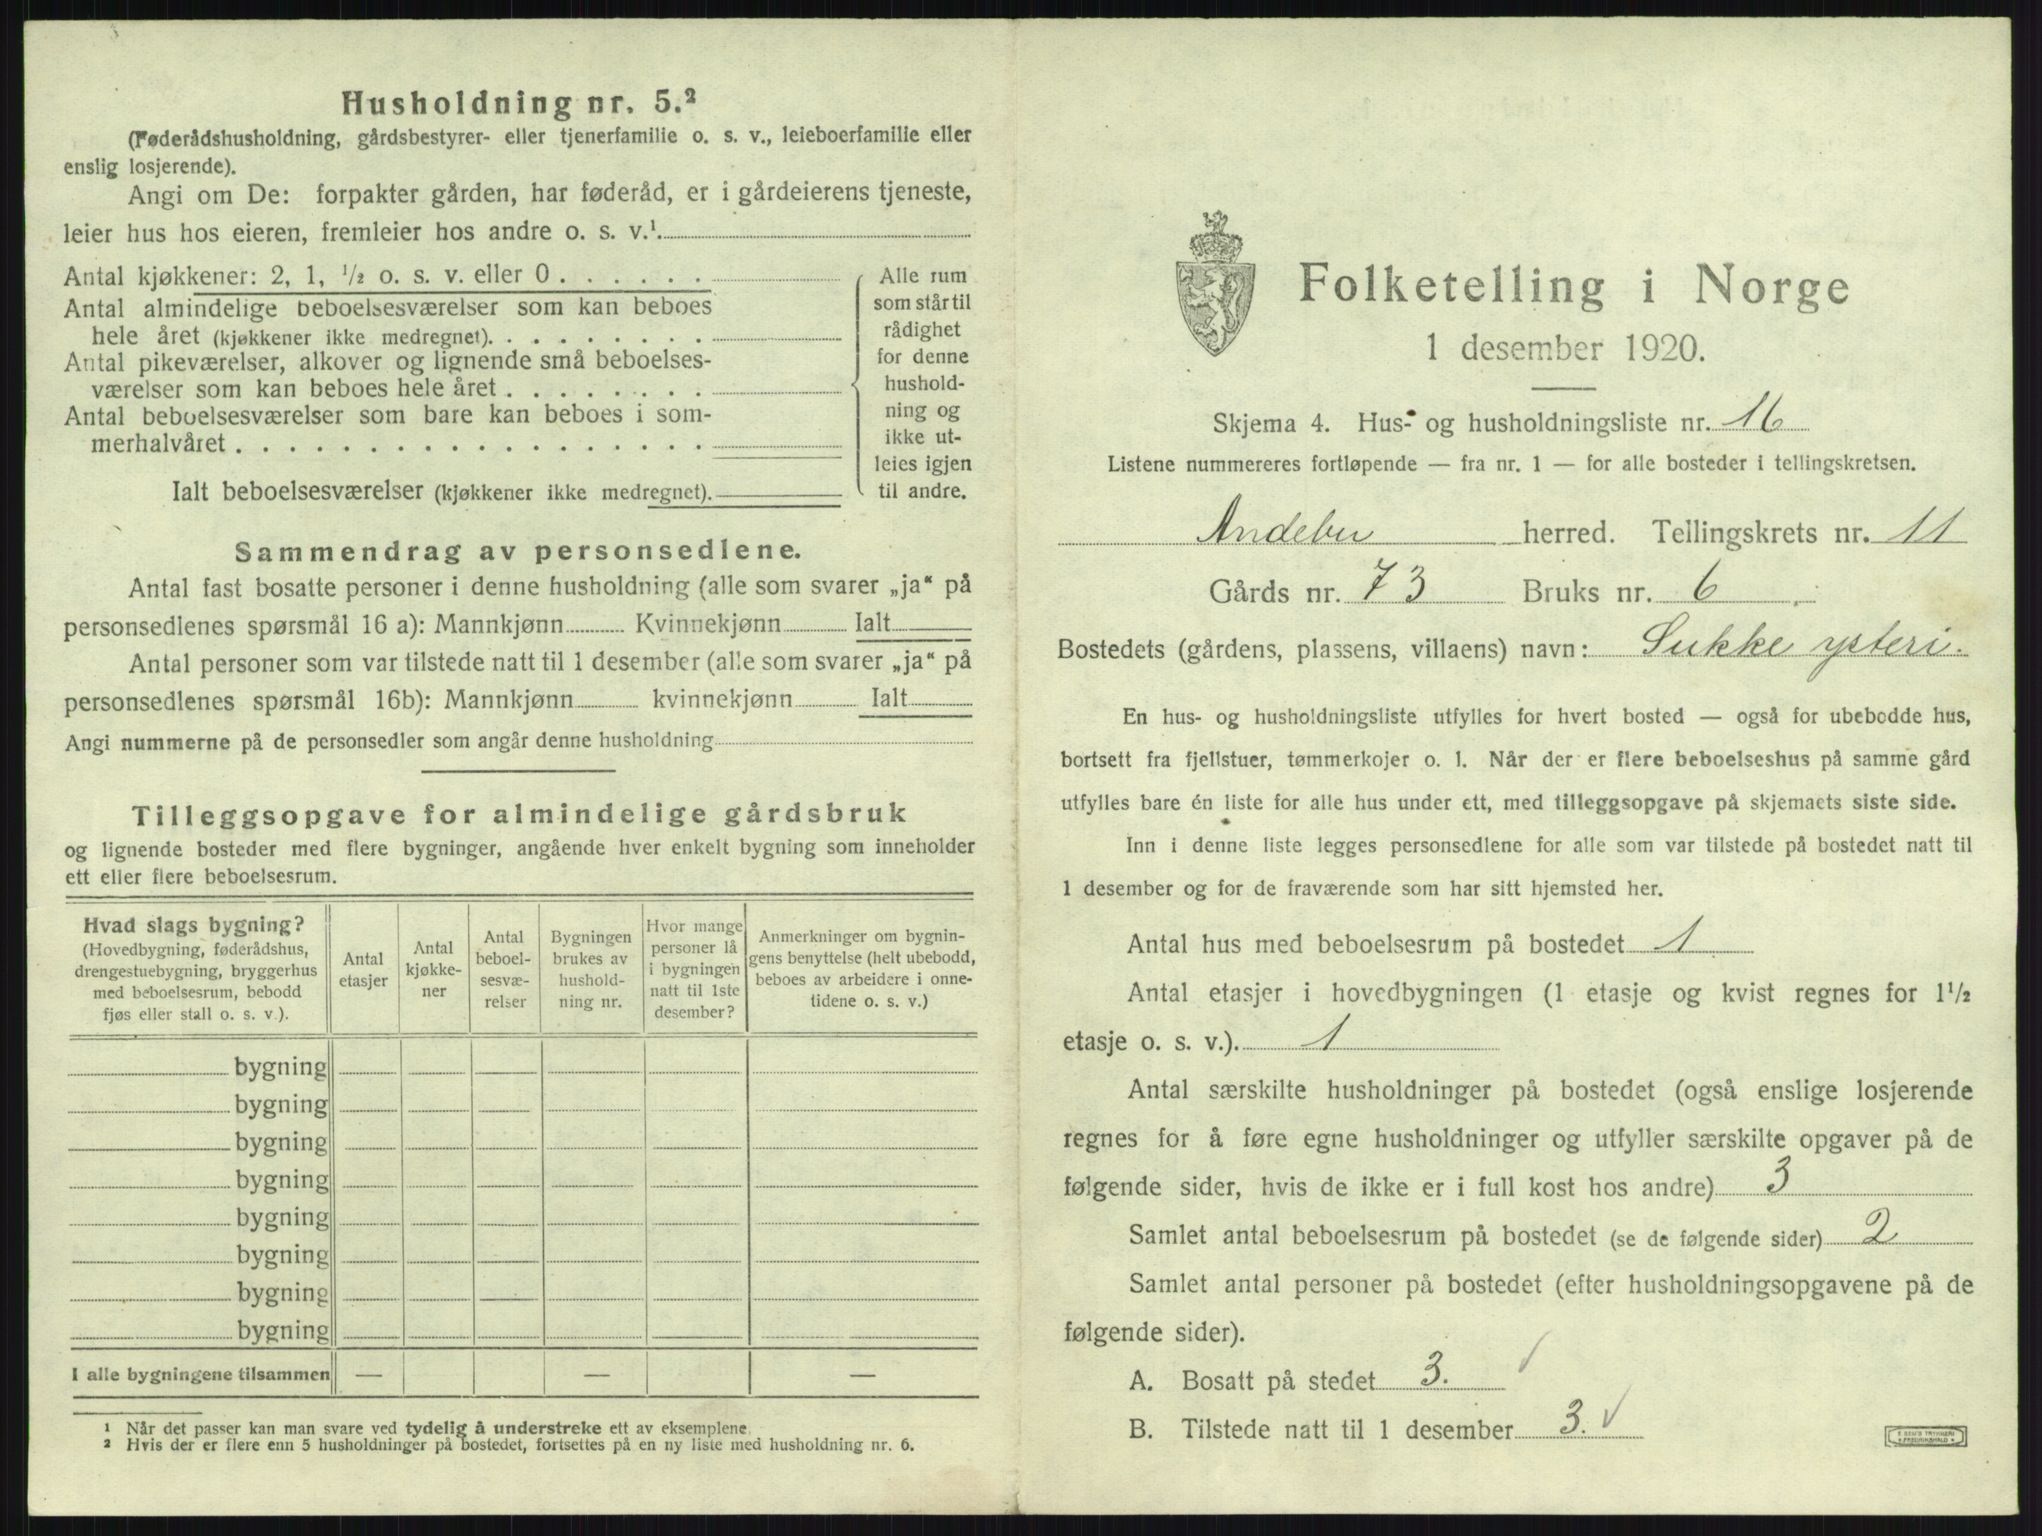 Husholdning nr. 5.²
(Føderådshusholdning, gårdsbestyrer- eller tjenerfamilie o. s. v., leieboerfamilie eller
enslig losjerende).
Angi om De: forpakter gården, har føderåd, er i gårdeierens tjeneste,
leier hus hos eieren, fremleier hos andre o. s. v.¹
Antal kjøkkener: 2, 1, ½ o. s. v. eller 0 . . . . . .
Antal almindelige beboelsesværelser som kan beboes
hele året (kjøkkener ikke medregnet). . . . . . . . .
Antal pikeværelser, alkover og lignende små beboelses-
værelser som kan beboes hele året . . . . . . . .
Antal beboelsesværelser som bare kan beboes i som-
merhalvåret . . . . . . . . . . . . . . . . . .
Ialt beboelsesværelser (kjøkkener ikke medregnet).
Alle rum
som står til
rådighet
for denne
hushold-
ning og
ikke ut-
leies igjen
til andre.
Sammendrag av personsedlene.
Antal fast bosatte personer i denne husholdning (alle som svarer „ja“ på
personsedlenes spørsmål 16 a): Mannkjønn Kvinnekjønn Ialt
Antal personer som var tilstede natt til 1 desember (alle som svarer „ja“ på
personsedlenes spørsmål 16b): Mannkjønn kvinnekjønn Ialt
Angi nummerne på de personsedler som angår denne husholdning
Tilleggsopgave for almindelige gårdsbruk
og lignende bosteder med flere bygninger, angående hver enkelt bygning som inneholder
ett eller flere beboelsesrum.
Hvad slags bygning?
(Hovedbygning, føderådshus,
drengestuebygning, bryggerhus
med beboelsesrum, bebodd
fjøs eller stall o. s. v.).
Antal
etasjer
Antal
kjøkke-
ner
Antal
beboel-
sesvæ-
relser
Bygningen
brukes av
hushold-
ning nr.
Hvor mange
personer lå
i bygningen
natt til 1ste
desember?
Anmerkninger om bygnin-
gens benyttelse (helt ubebodd,
beboes av arbeidere i onne-
tidene o. s. v.)
bygning
bygning
bygning
bygning
bygning
bygning
bygning
bygning
I alle bygningene tilsammen — — —
¹ Når det passer kan man svare ved tydelig å understreke ett av eksemplene.
² Hvis der er flere enn 5 husholdninger på bostedet, fortsettes på en ny liste med husholdning nr. 6.
Folketelling i Norge
1 desember 1920.
Skjema 4. Hus- og husholdningsliste nr. 16
Listene nummereres fortløpende — fra nr. 1 — for alle bosteder i tellingskretsen.
Andebu herred. Tellingskrets nr. 11
Gårds nr. 73 Bruks nr. 6
Bostedets (gårdens, plassens, villaens) navn: Sukke ysteri.
En hus- og husholdningsliste utfylles for hvert bosted — også for ubebodde hus,
bortsett fra fjellstuer, tømmerkojer o. l. Når der er flere beboelseshus på samme gård
utfylles bare én liste for alle hus under ett, med tilleggsopgave på skjemaets siste side.
Inn i denne liste legges personsedlene for alle som var tilstede på bostedet natt til
1 desember og for de fraværende som har sitt hjemsted her.
Antal hus med beboelsesrum på bostedet 1
Antal etasjer i hovedbygningen (1 etasje og kvist regnes for 1½
etasje o. s. v.). 1
Antal særskilte husholdninger på bostedet (også enslige losjerende
regnes for å føre egne husholdninger og utfyller særskilte opgaver på de
følgende sider, hvis de ikke er i full kost hos andre) 3
Samlet antal beboelsesrum på bostedet (se de følgende sider) 2
Samlet antal personer på bostedet (efter husholdningsopgavene på de
følgende sider).
A. Bosatt på stedet 3. ✓
B. Tilstede natt til 1 desember 3. ✓